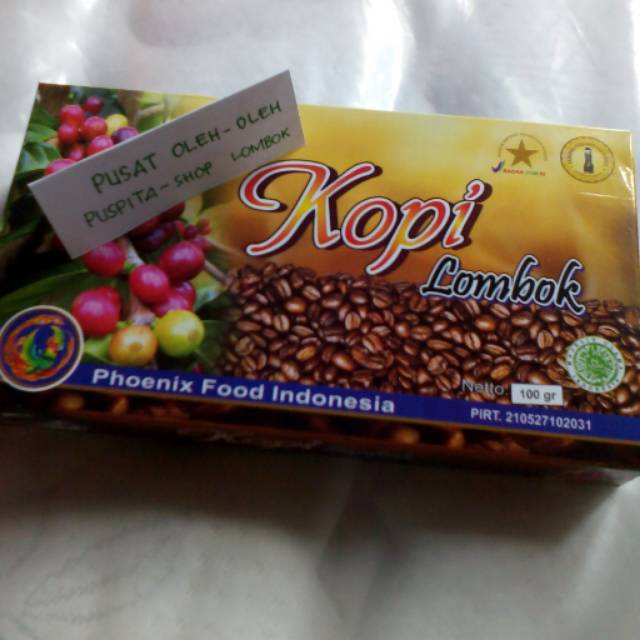 PUSAT OLEH-OLEH
PUSPITA-SHOP LOMBOK
Kopi
Lombok
Phoenix Food Indonesia
Netto 100 gr
PIRT. 210527102031